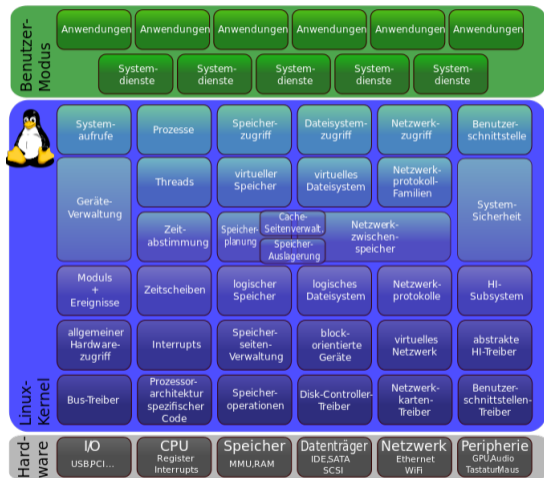 Benutzer-
Modus
Anwendungen Anwendungen Anwendungen Anwendungen Anwendungen Anwendungen
System-
dienste
System-
dienste
System-
dienste
System-
dienste
System-
dienste
Linux-
Kernel
System-
aufrufe
Prozesse
Speicher-
zugriff
Dateisystem-
zugriff
Netzwerk-
zugriff
Benutzer-
schnittstelle
Geräte-
Verwaltung
Threads
virtueller
Speicher
virtuelles
Dateisystem
Netzwerk-
protokoll-
Familien
System-
Sicherheit
Zeit-
abstimmung
Speicher-
planung
Cache-
Seitenverwalt.
Speicher-
Auslagerung
Netzwerk-
zwischen-
speicher
Moduls
+
Ereignisse
Zeitscheiben
logischer
Speicher
logisches
Dateisystem
Netzwerk-
protokolle
HI-
Subsystem
allgemeiner
Hardware-
zugriff
Interrupts
Speicher-
seiten-
Verwaltung
block-
orientierte
Geräte
virtuelles
Netzwerk
abstrakte
HI-Treiber
Bus-Treiber
Prozessor-
architektur
spezifischer
Code
Speicher-
operationen
Disk-Controller-
Treiber
Netzwerk-
karten-
Treiber
Benutzer-
schnittstellen-
Treiber
Hard-
ware
I/O
USB,PCI...
CPU
Register
Interrupts
Speicher
MMU,RAM
Datenträger
IDE,SATA
SCSI
Netzwerk
Ethernet
WiFi
Peripherie
GPU,Audio
TastaturMaus